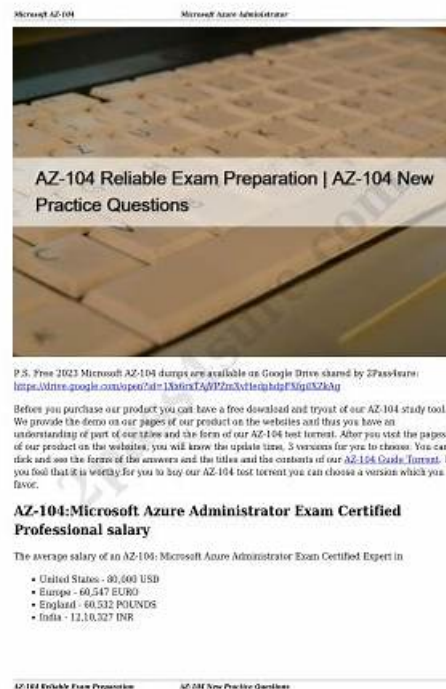 Microsoft AZ-104 Microsoft Azure Administrator
AZ-104 Reliable Exam Preparation | AZ-104 New
Practice Questions
P.S. Free 2023 Microsoft AZ-104 dumps are available on Google Drive shared by 2Pass4sure:
Before you purchase our product you can have a free download and tryout of our AZ-104 study tool.
We provide the demo on our pages of our product on the websites and thus you have an
understanding of part of our titles and the form of our AZ-104 test torrent. After you visit the pages
of our product on the websites, you will know the update time, 3 versions for you to choose. You can
click and see the forms of the answers and the titles and the contents of our AZ-104 Guide Torrent.
you feel that it is worthy for you to buy our AZ-104 test torrent you can choose a version which you
favor.
AZ-104:Microsoft Azure Administrator Exam Certified
Professional salary
The average salary of an AZ-104: Microsoft Azure Administrator Exam Certified Expert in
United States - 80,000 USD
Europe - 60,547 EURO
England - 60,532 POUNDS
India - 12,10,327 INR
AZ-104 Reliable Exam Preparation AZ-104 New Practice Questions
2pass4sure.com